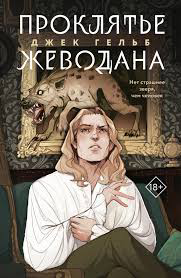 ПРОКЛЯТЬЕ
ДЖЕК ГЕЛЬБ
ЖЕВОДАНА
Нет страшнее
зверя,
чем человек
18+